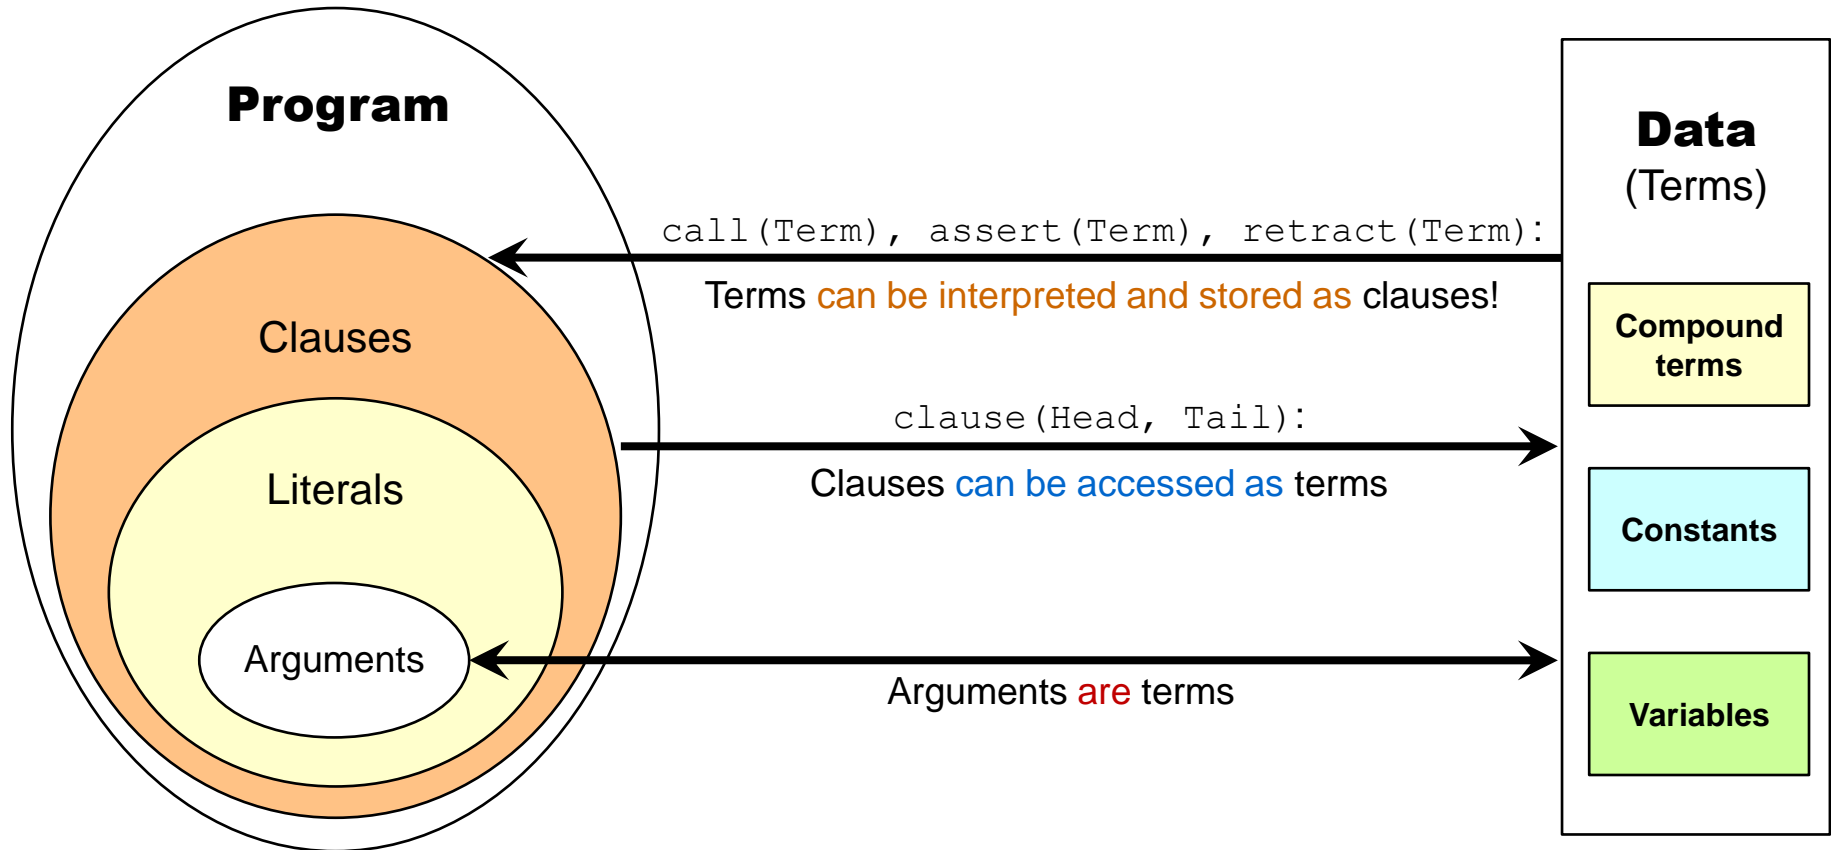 Program
Data
(Terms)
call(Term), assert(Term), retract(Term):
Terms can be interpreted and stored as clauses!
Clauses
Compound
terms
clause(Head, Tail):
Clauses can be accessed as terms
Literals
Constants
Arguments
Arguments are terms
Variables